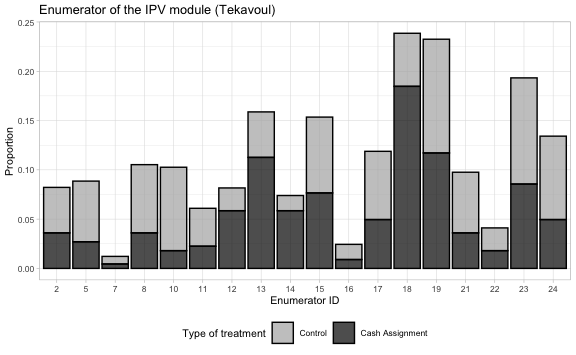 Enumerator of the IPV module (Tekavoul)
0.25
0.20
0.15
0.10
0.05
0.00
Proportion
2 5 7 8 10 11 12 13 14 15 16 17 18 19 21 22 23 24
Enumerator ID
Type of treatment Control Cash Assignment